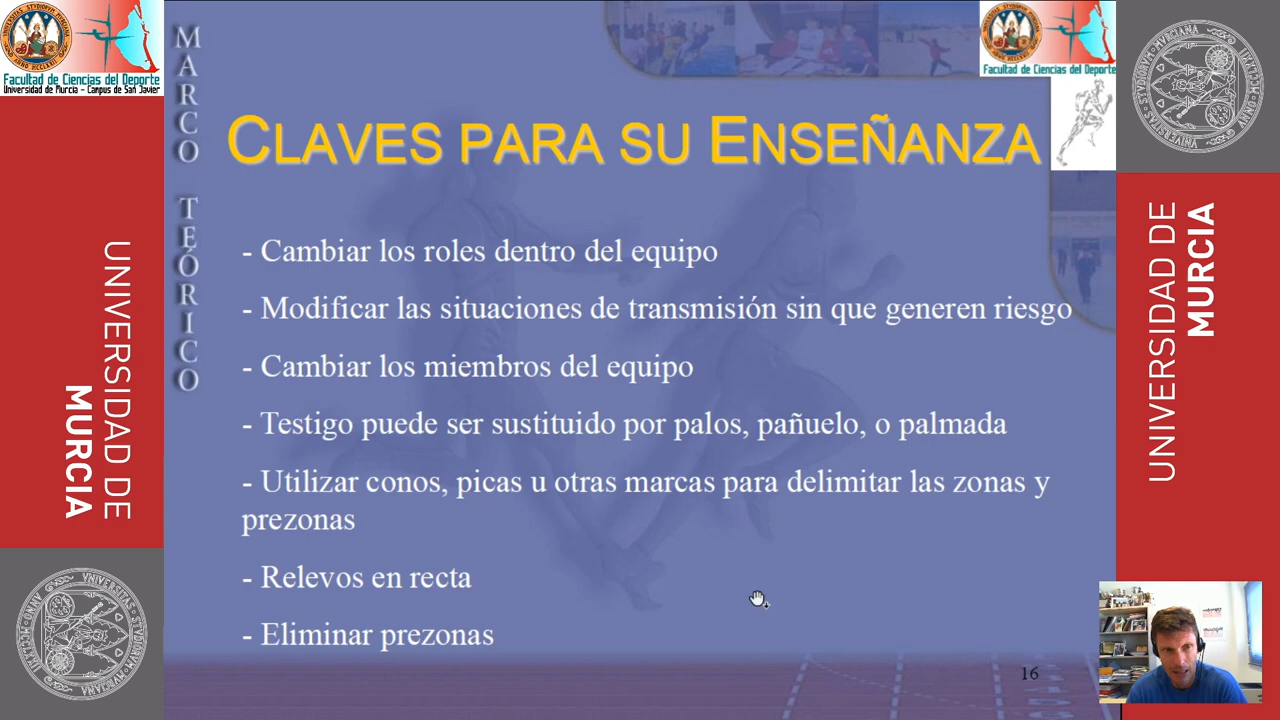 Facultad de Ciencias del Deporte
Universidad de Murcia - Campus de San Javier
UNIVERSIDAD DE
MURCIA
MARCO TEÓRICO
CLAVES PARA SU ENSEÑANZA
- Cambiar los roles dentro del equipo
- Modificar las situaciones de transmisión sin que generen riesgo
- Cambiar los miembros del equipo
- Testigo puede ser sustituido por palos, pañuelo, o palmada
- Utilizar conos, picas u otras marcas para delimitar las zonas y
prezonas
- Relevos en recta
- Eliminar prezonas
16
Facultad de Ciencias del Deporte
UNIVERSIDAD DE
MURCIA